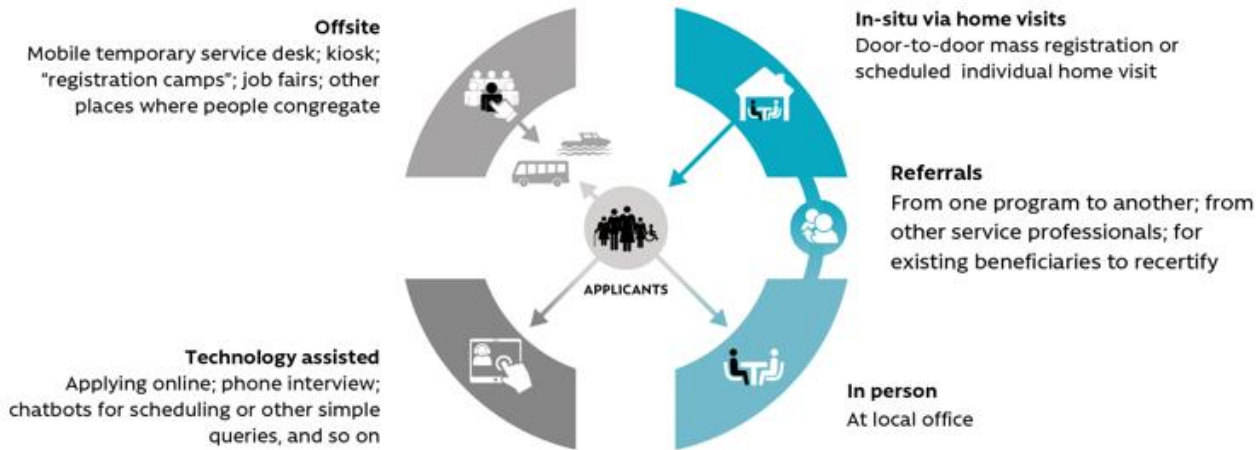 Offsite
Mobile temporary service desk; kiosk;
"registration camps"; job fairs; other
places where people congregate
In-situ via home visits
Door-to-door mass registration or
scheduled individual home visit
Referrals
From one program to another; from
other service professionals; for
existing beneficiaries to recertify
APPLICANTS
Technology assisted
Applying online; phone interview;
chatbots for scheduling or other simple
queries, and so on
In person
At local office